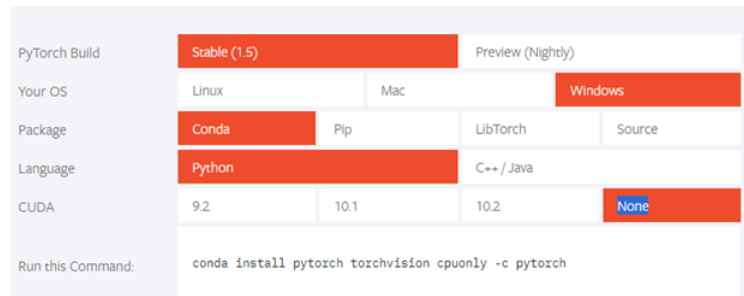 PyTorch Build Stable (1.5) Preview (Nightly)
Your OS Linux Mac Windows
Package Conda Pip LibTorch Source
Language Python C++ / Java
CUDA 9.2 10.1 10.2 None
Run this Command: conda install pytorch torchvision cpuonly -c pytorch